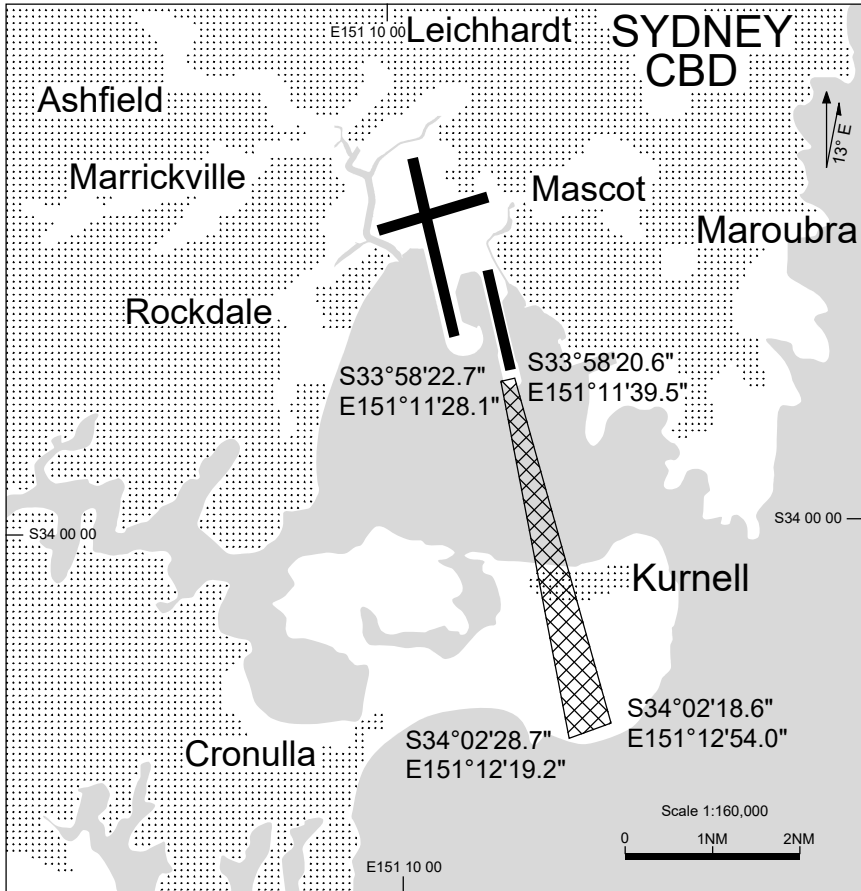 E151 10 00
Leichhardt
SYDNEY
CBD
Ashfield
13° E
Marrickville
Mascot
Maroubra
Rockdale
S33°58'22.7"
E151°11'28.1"
S33°58'20.6"
E151°11'39.5"
S34 00 00
S34 00 00
Kurnell
S34°02'28.7"
E151°12'19.2"
S34°02'18.6"
E151°12'54.0"
Cronulla
Scale 1:160,000
0 1NM 2NM
E151 10 00